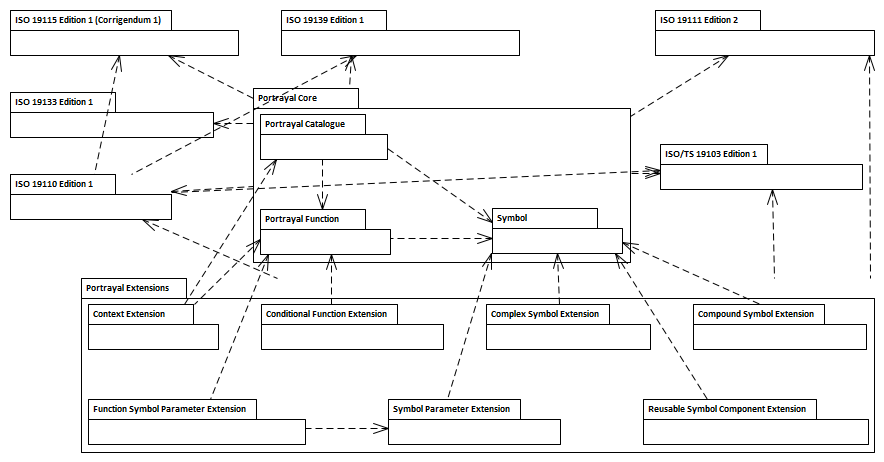 ISO 19115 Edition 1 (Corrigendum 1)
ISO 19139 Edition 1
ISO 19111 Edition 2
ISO 19133 Edition 1
Portrayal Core
Portrayal Catalogue
ISO/TS 19103 Edition 1
ISO 19110 Edition 1
Portrayal Function
Symbol
Portrayal Extensions
Context Extension
Conditional Function Extension
Complex Symbol Extension
Compound Symbol Extension
Function Symbol Parameter Extension
Symbol Parameter Extension
Reusable Symbol Component Extension